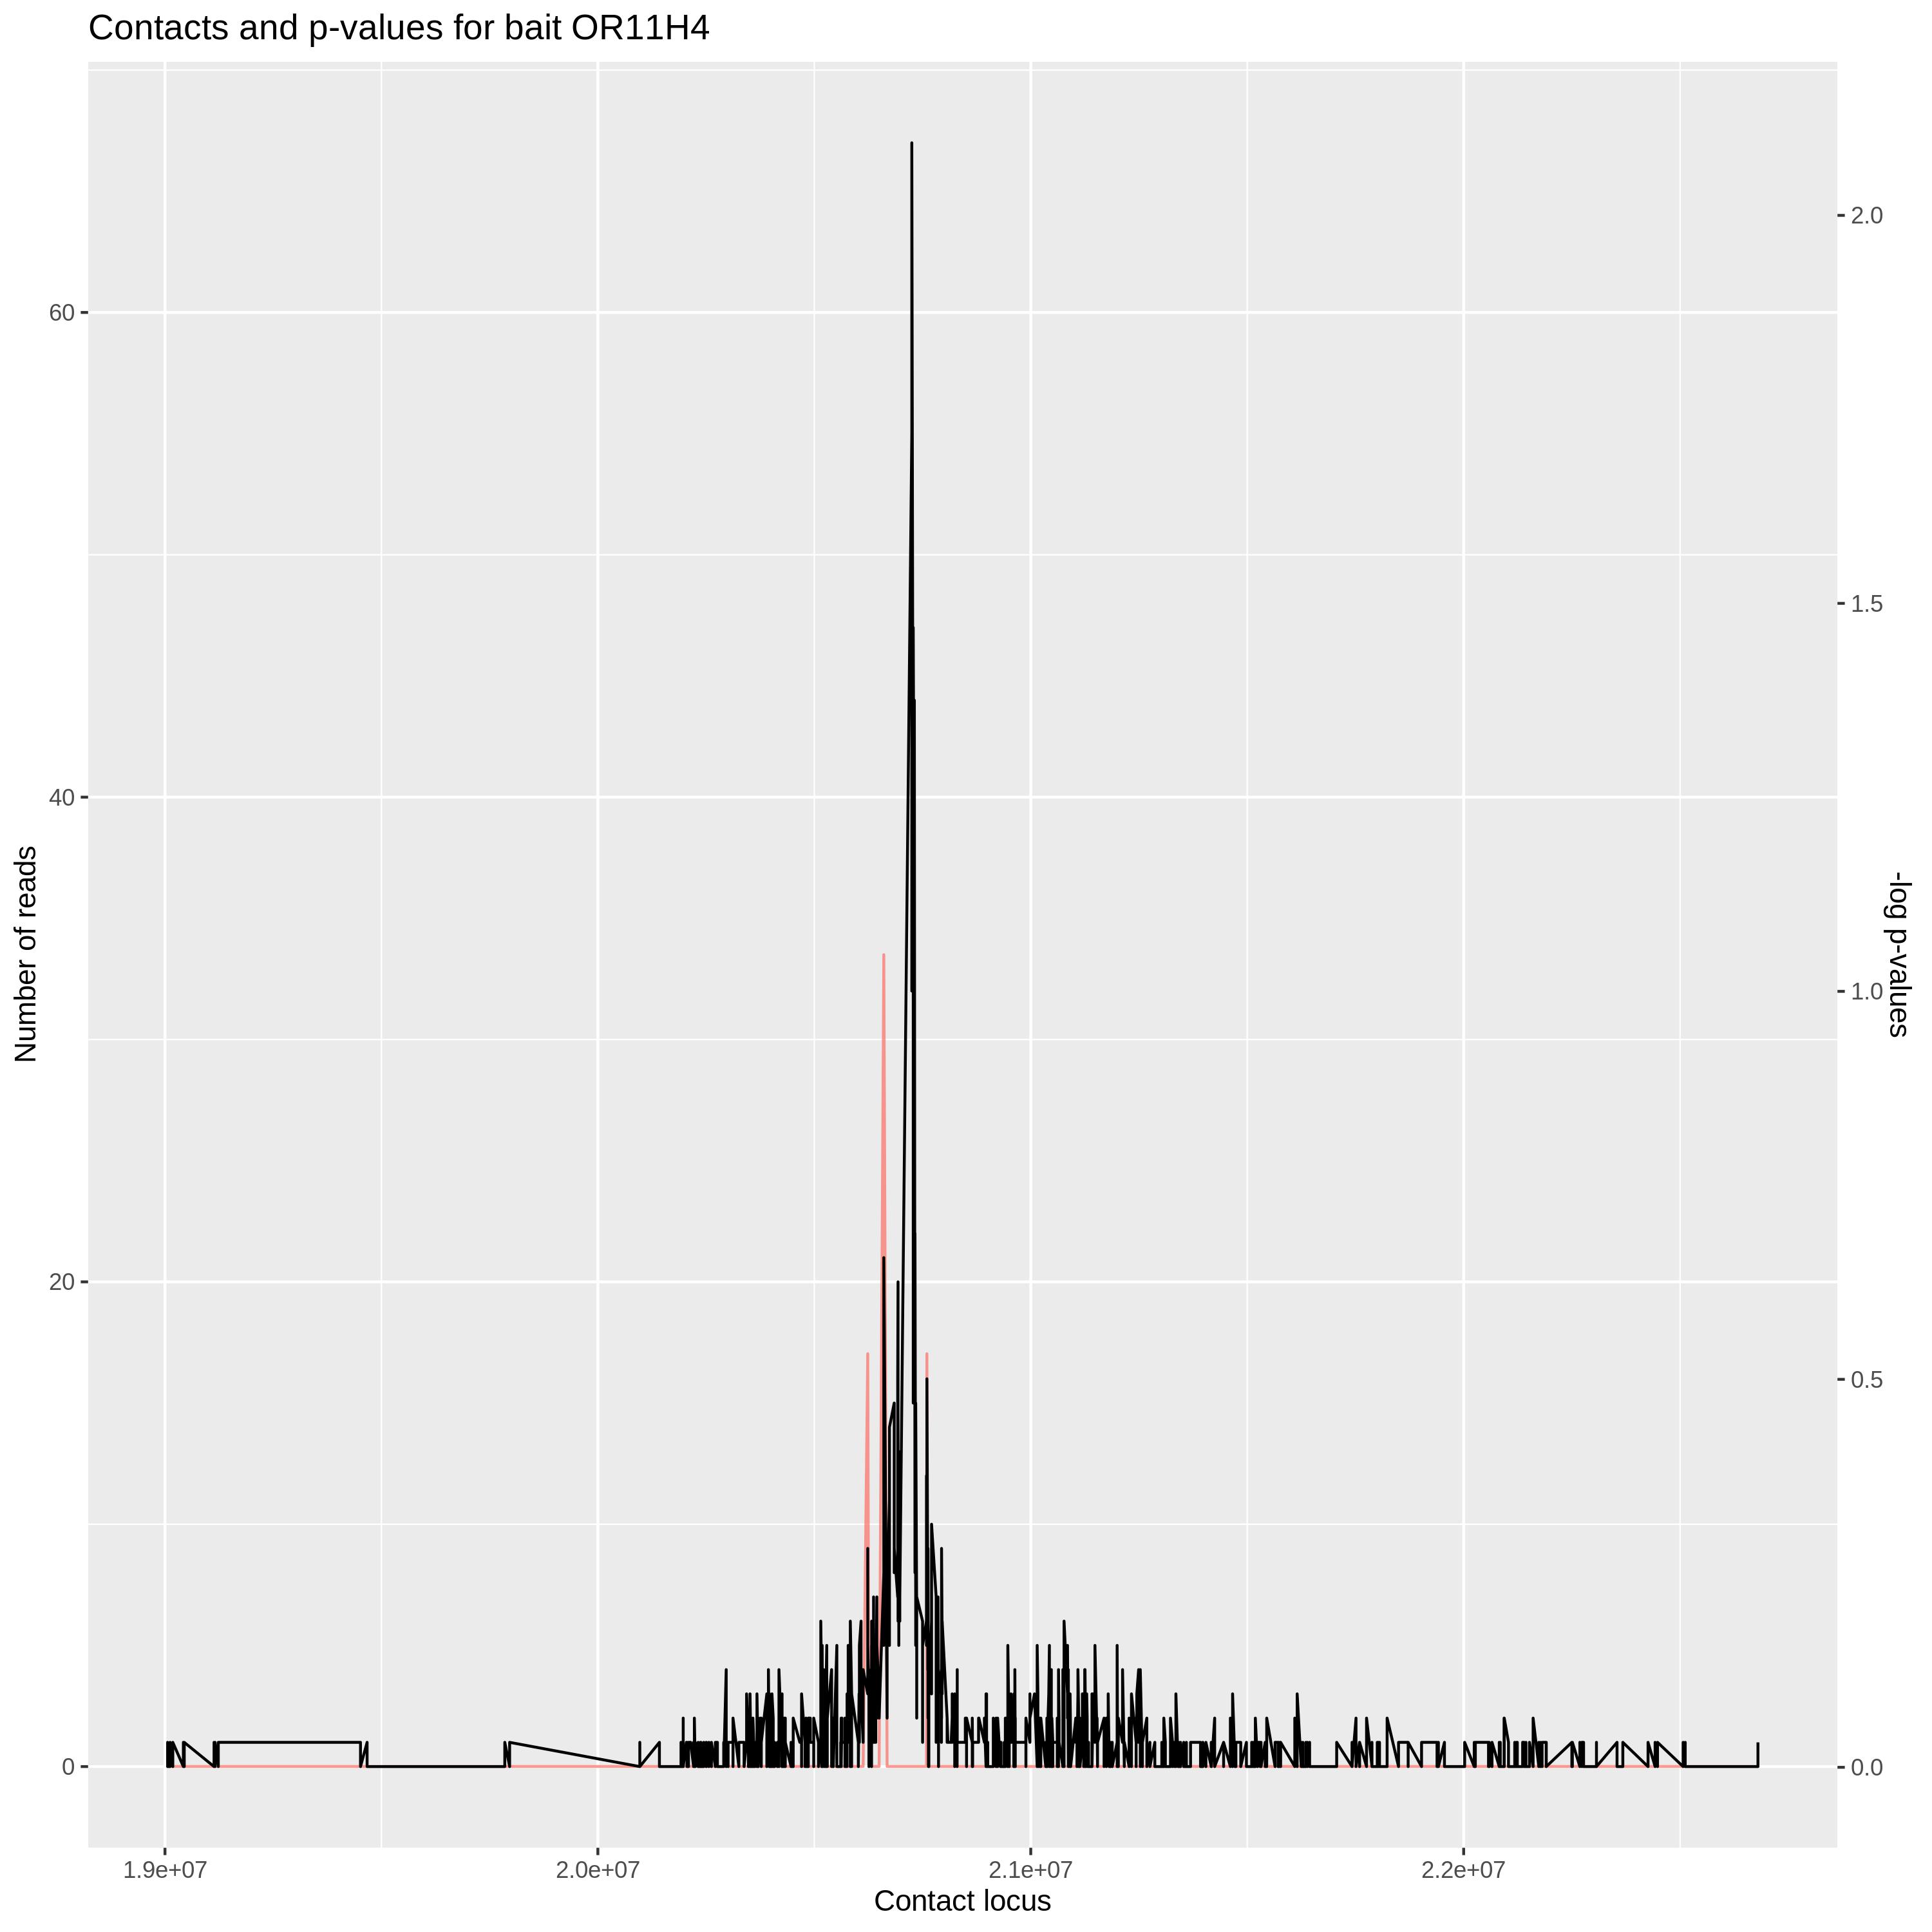 Contacts and p-values for bait OR11H4
60
40
20
0
Number of reads
2.0
1.5
1.0
0.5
0.0
-log p-values
1.9e+07
2.0e+07
2.1e+07
2.2e+07
Contact locus